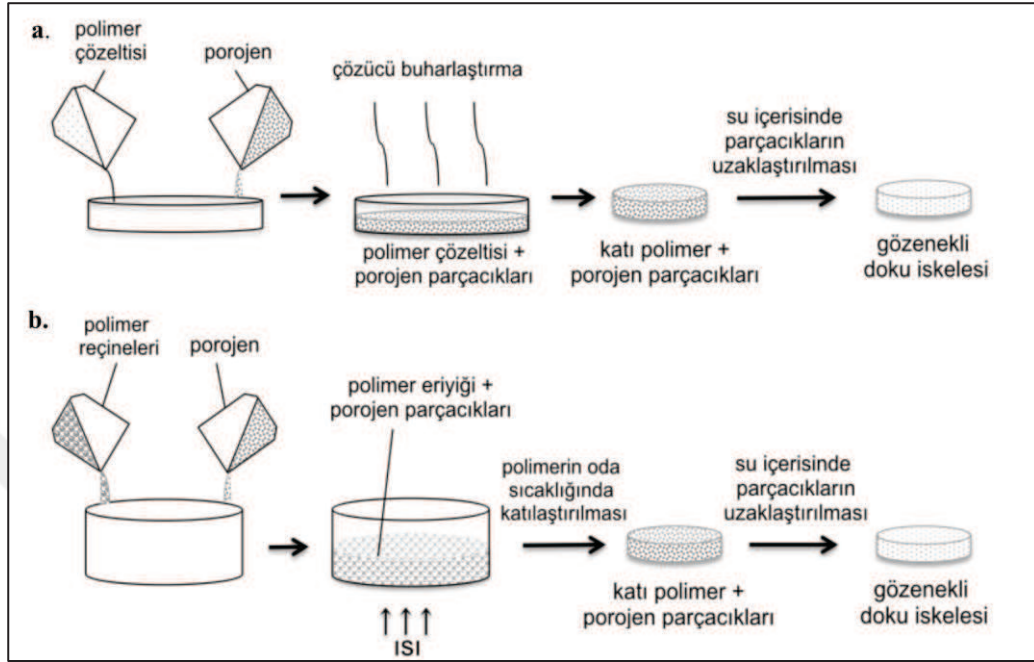 a.
polimer
çözeltisi
porojen
çözücü buharlaştırma
su içerisinde
parçacıkların
uzaklaştırılması
polimer çözeltisi +
porojen parçacıkları
katı polimer +
porojen parçacıkları
gözenekli
doku iskelesi
b.
polimer
reçineleri
porojen
polimer eriyiği +
porojen parçacıkları
polimerin oda
sıcaklığında
katılaştırılması
su içerisinde
parçacıkların
uzaklaştırılması
katı polimer +
porojen parçacıkları
gözenekli
doku iskelesi
ISI